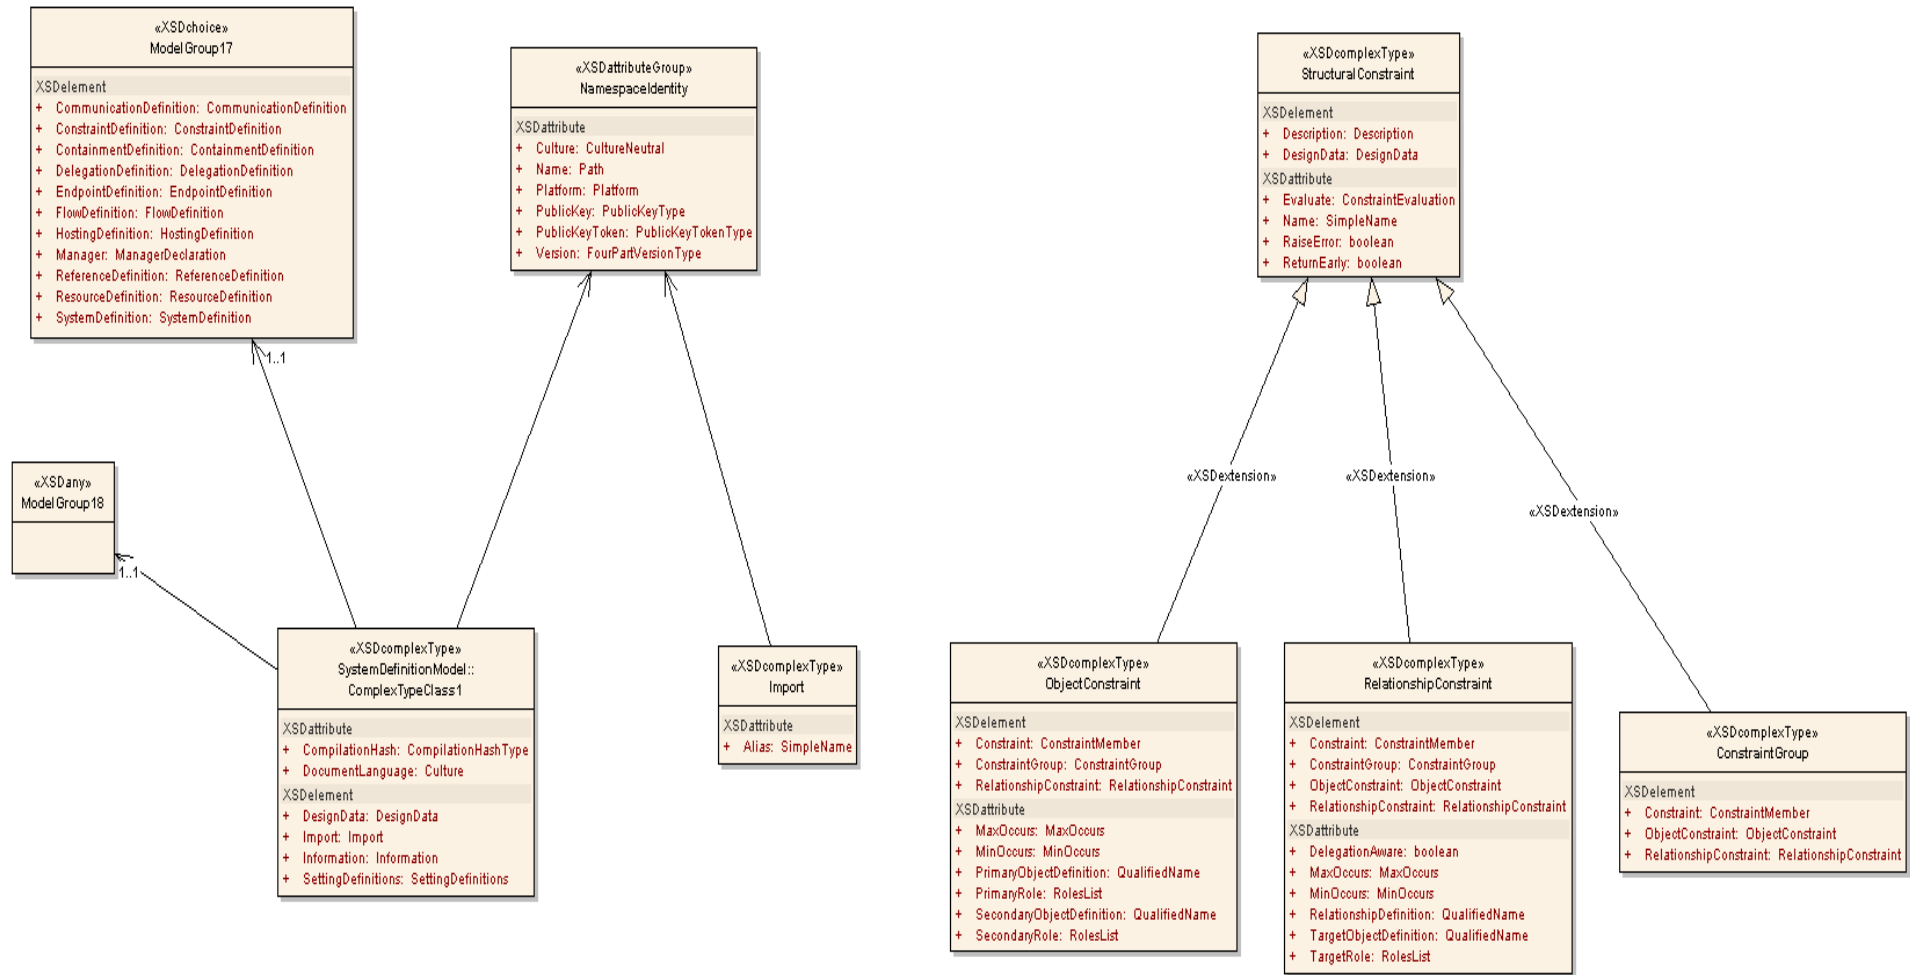 «XSDchoice»
ModelGroup17
XSDelement
+ CommunicationDefinition: CommunicationDefinition
+ ConstraintDefinition: ConstraintDefinition
+ ContainmentDefinition: ContainmentDefinition
+ DelegationDefinition: DelegationDefinition
+ EndpointDefinition: EndpointDefinition
+ FlowDefinition: FlowDefinition
+ HostingDefinition: HostingDefinition
+ Manager: ManagerDeclaration
+ ReferenceDefinition: ReferenceDefinition
+ ResourceDefinition: ResourceDefinition
+ SystemDefinition: SystemDefinition
1..1
«XSDattributeGroup»
NamespaceIdentity
XSDattribute
+ Culture: CultureNeutral
+ Name: Path
+ Platform: Platform
+ PublicKey: PublicKeyType
+ PublicKeyToken: PublicKeyTokenType
+ Version: FourPartVersionType
«XSDcomplexType»
StructuralConstraint
XSDelement
+ Description: Description
+ DesignData: DesignData
XSDattribute
+ Evaluate: ConstraintEvaluation
+ Name: SimpleName
+ RaiseError: boolean
+ ReturnEarly: boolean
«XSDany»
ModelGroup18
1..1
«XSDextension»
«XSDextension»
«XSDextension»
«XSDcomplexType»
SystemDefinitionModel::
ComplexTypeClass1
XSDattribute
+ CompilationHash: CompilationHashType
+ DocumentLanguage: Culture
XSDelement
+ DesignData: DesignData
+ Import: Import
+ Information: Information
+ SettingDefinitions: SettingDefinitions
«XSDcomplexType»
Import
XSDattribute
+ Alias: SimpleName
«XSDcomplexType»
ObjectConstraint
XSDelement
+ Constraint: ConstraintMember
+ ConstraintGroup: ConstraintGroup
+ RelationshipConstraint: RelationshipConstraint
XSDattribute
+ MaxOccurs: MaxOccurs
+ MinOccurs: MinOccurs
+ PrimaryObjectDefinition: QualifiedName
+ PrimaryRole: RolesList
+ SecondaryObjectDefinition: QualifiedName
+ SecondaryRole: RolesList
«XSDcomplexType»
RelationshipConstraint
XSDelement
+ Constraint: ConstraintMember
+ ConstraintGroup: ConstraintGroup
+ ObjectConstraint: ObjectConstraint
+ RelationshipConstraint: RelationshipConstraint
XSDattribute
+ DelegationAware: boolean
+ MaxOccurs: MaxOccurs
+ MinOccurs: MinOccurs
+ RelationshipDefinition: QualifiedName
+ TargetObjectDefinition: QualifiedName
+ TargetRole: RolesList
«XSDcomplexType»
ConstraintGroup
XSDelement
+ Constraint: ConstraintMember
+ ObjectConstraint: ObjectConstraint
+ RelationshipConstraint: RelationshipConstraint